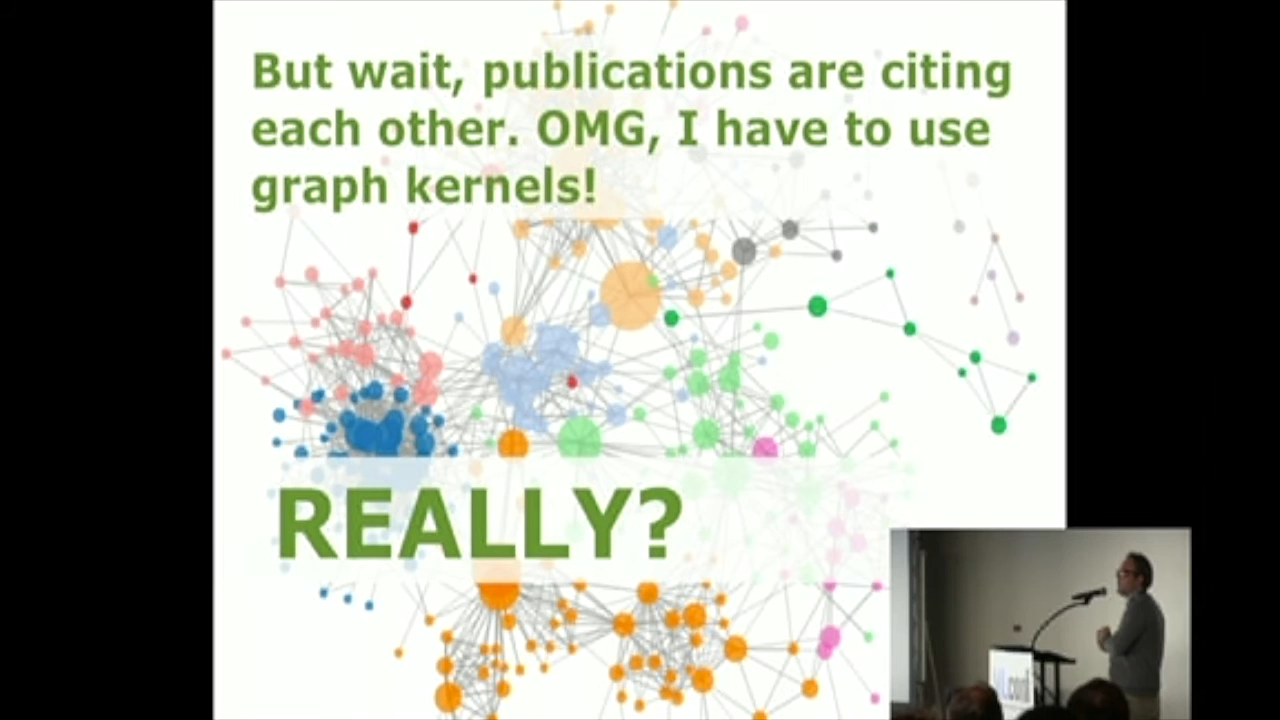 But wait, publications are citing
each other. OMG, I have to use
graph kernels!
REALLY?